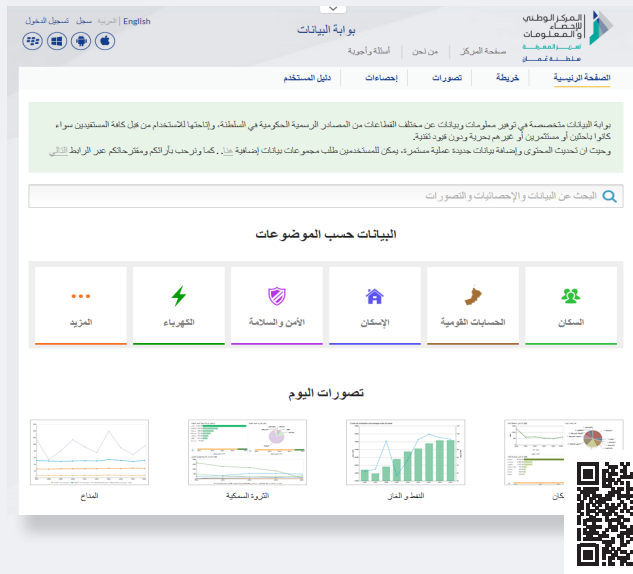 المركز الوطني
للإحصاء
والمعلومات
سلطنة عُمان
بوابة البيانات
English | العربية سجل تسجيل الدخول
صفحة المركز | من نحن | أسئلة وأجوبة
الصفحة الرئيسية خريطة تصورات إحصاءات دليل المستخدم
بوابة البيانات متخصصة في توفير معلومات وبيانات عن مختلف القطاعات من المصادر الرسمية الحكومية في السلطنة، وإتاحتها للاستخدام من قبل كافة المستفيدين سواء
كانوا باحثين أو مستثمرين أو غيرهم بحرية ودون قيود تقنية.
وحيث ان تحديث المحتوى وإضافة بيانات جديدة عملية مستمرة، يمكن للمستخدمين طلب مجموعات بيانات إضافية هنا. . كما ونرحب بآرائكم ومقترحاتكم عبر الرابط التالي
البحث عن البيانات و الإحصائيات و التصورات
البيانات حسب الموضوعات
السكان
الحسابات القومية
الإسكان
الأمن والسلامة
الكهرباء
المزيد
تصورات اليوم
النفط و الغاز
الثروة السمكية
المناخ